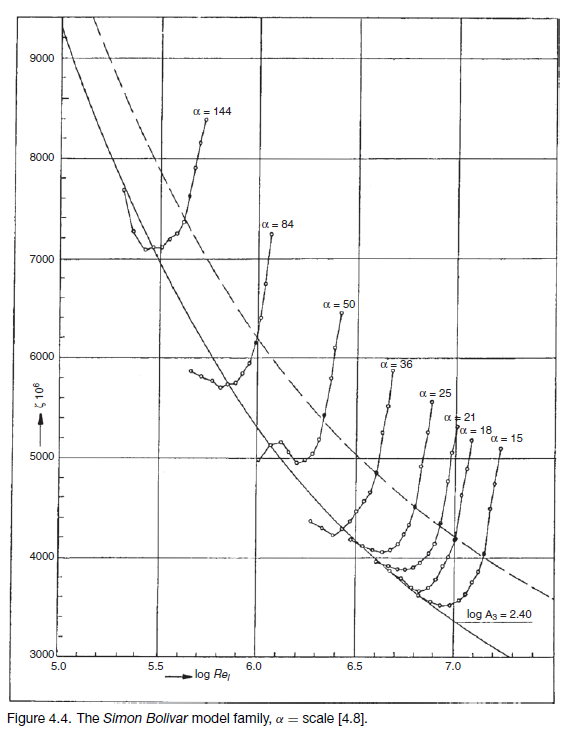 9000
α = 144
8000
α = 84
7000
α = 50
6000
α = 36
ζ 10⁶
α = 25
α = 21
α = 18
α = 15
5000
4000
log A₃ = 2.40
3000
5.0 5.5 6.0 6.5 7.0
log Reₗ
Figure 4.4. The Simon Bolivar model family, α = scale [4.8].